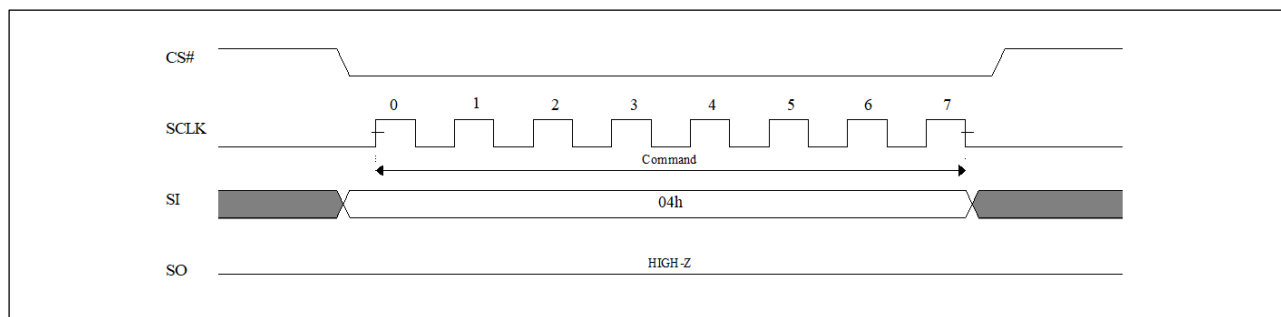 CS#
0 1 2 3 4 5 6 7
SCLK
Command
SI 04h
SO HIGH-Z